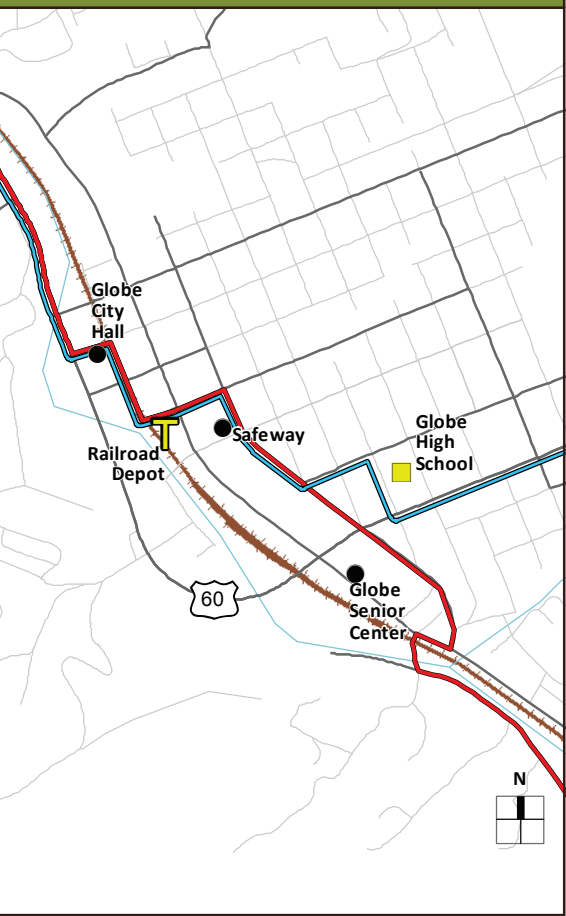 Globe
City
Hall
Globe
High
School
Safeway
T
Railroad
Depot
Globe
Senior
Center
60
N